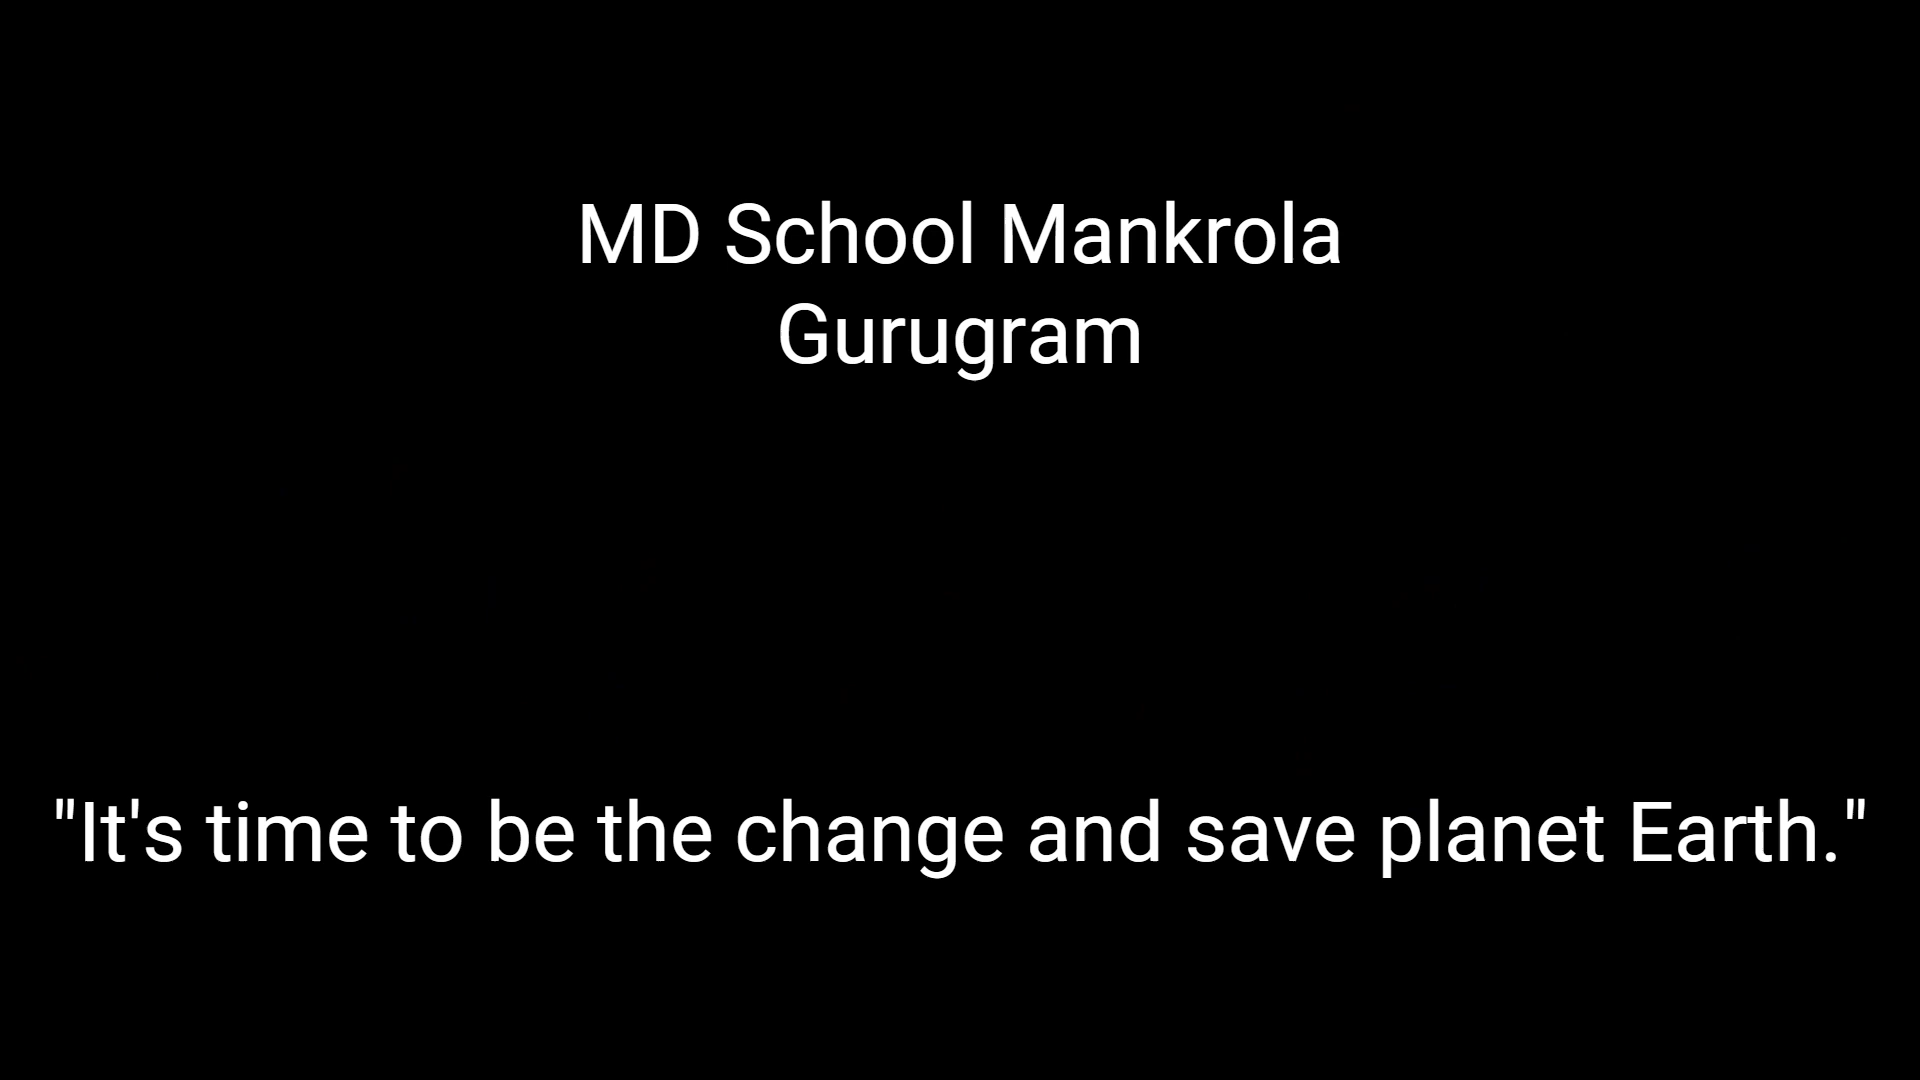 MD School Mankrola
Gurugram
"It's time to be the change and save planet Earth."